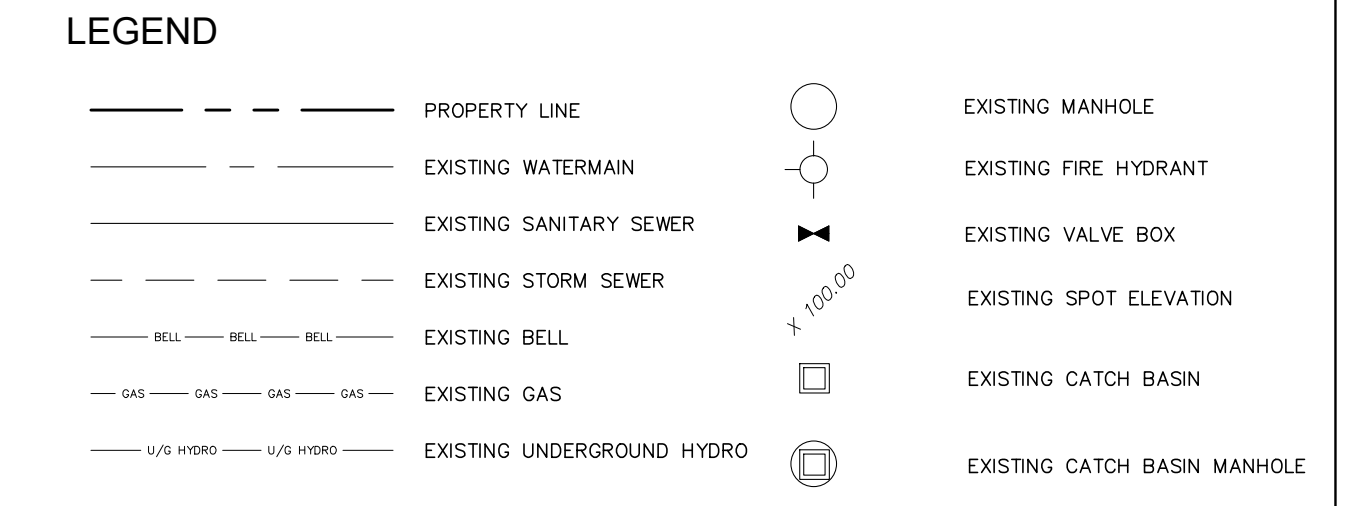 LEGEND
PROPERTY LINE
EXISTING WATERMAIN
EXISTING SANITARY SEWER
EXISTING STORM SEWER
BELL BELL BELL EXISTING BELL
GAS GAS GAS GAS EXISTING GAS
U/G HYDRO U/G HYDRO EXISTING UNDERGROUND HYDRO
EXISTING MANHOLE
EXISTING FIRE HYDRANT
EXISTING VALVE BOX
X 100.00 EXISTING SPOT ELEVATION
EXISTING CATCH BASIN
EXISTING CATCH BASIN MANHOLE